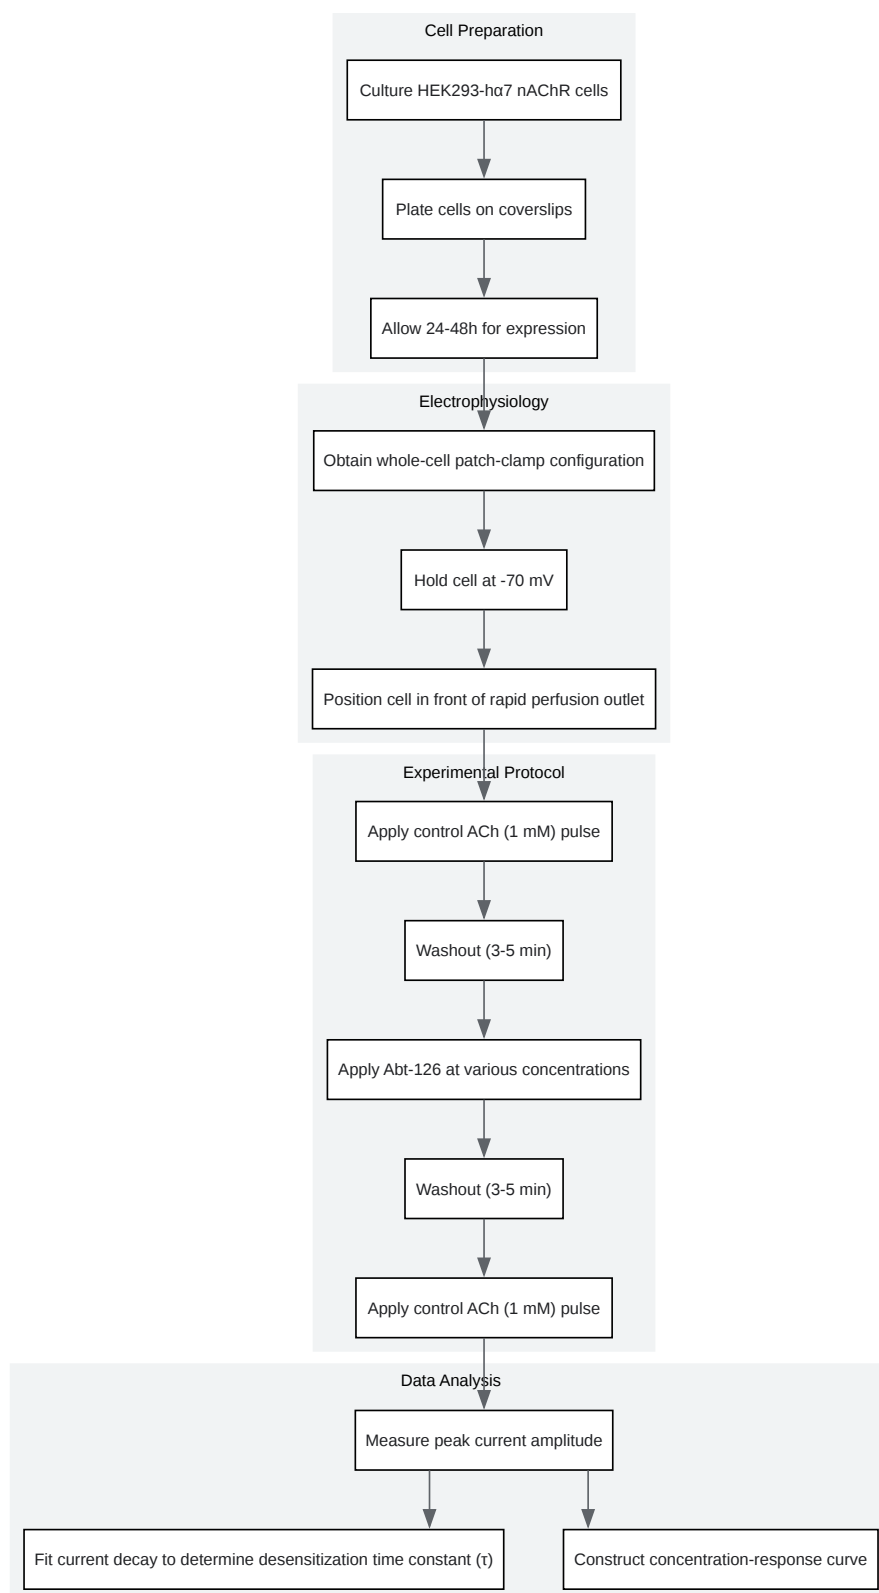 Cell Preparation
Culture HEK293-hα7 nAChR cells
Plate cells on coverslips
Allow 24-48h for expression
Electrophysiology
Obtain whole-cell patch-clamp configuration
Hold cell at -70 mV
Position cell in front of rapid perfusion outlet
Experimental Protocol
Apply control ACh (1 mM) pulse
Washout (3-5 min)
Apply Abt-126 at various concentrations
Washout (3-5 min)
Apply control ACh (1 mM) pulse
Data Analysis
Measure peak current amplitude
Fit current decay to determine desensitization time constant (τ)
Construct concentration-response curve